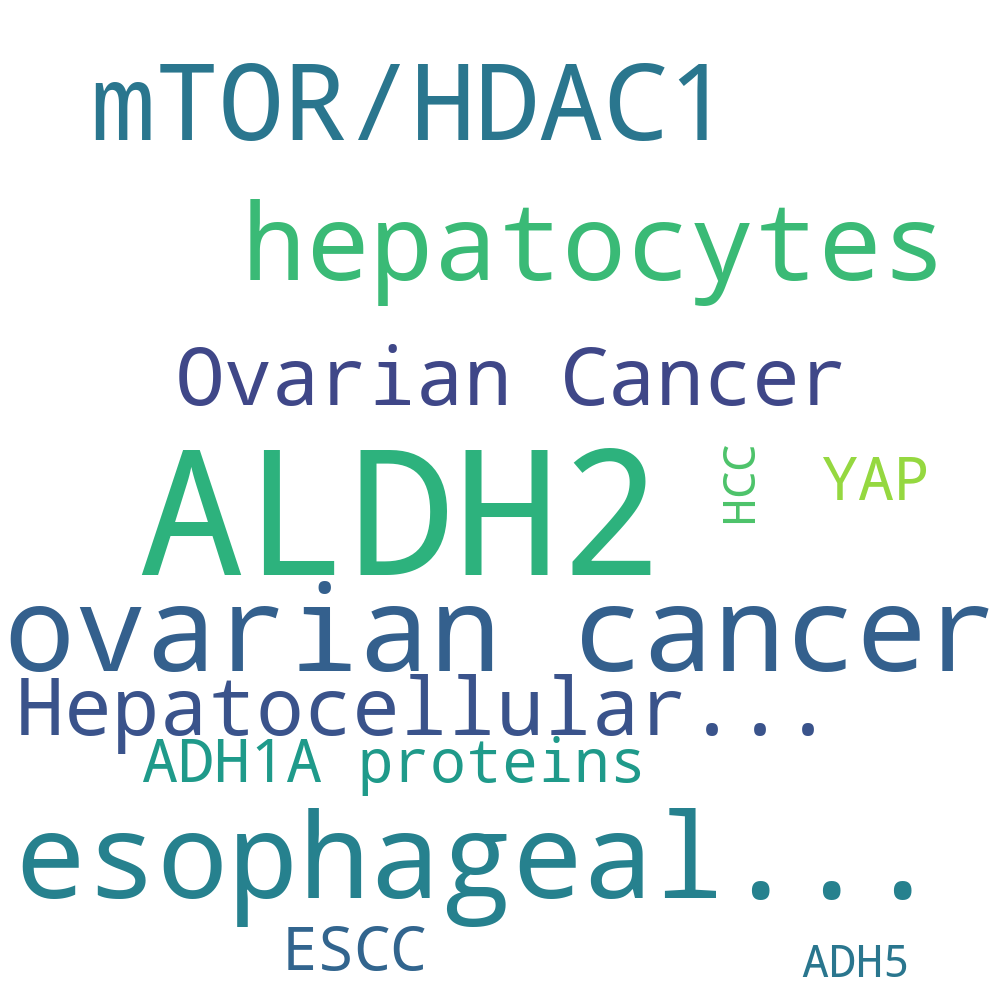 mTOR/HDAC1
hepatocytes
Ovarian Cancer
ALDH2
HCC
YAP
ovarian cancer
Hepatocellular...
ADH1A proteins
esophageal...
ESCC
ADH5